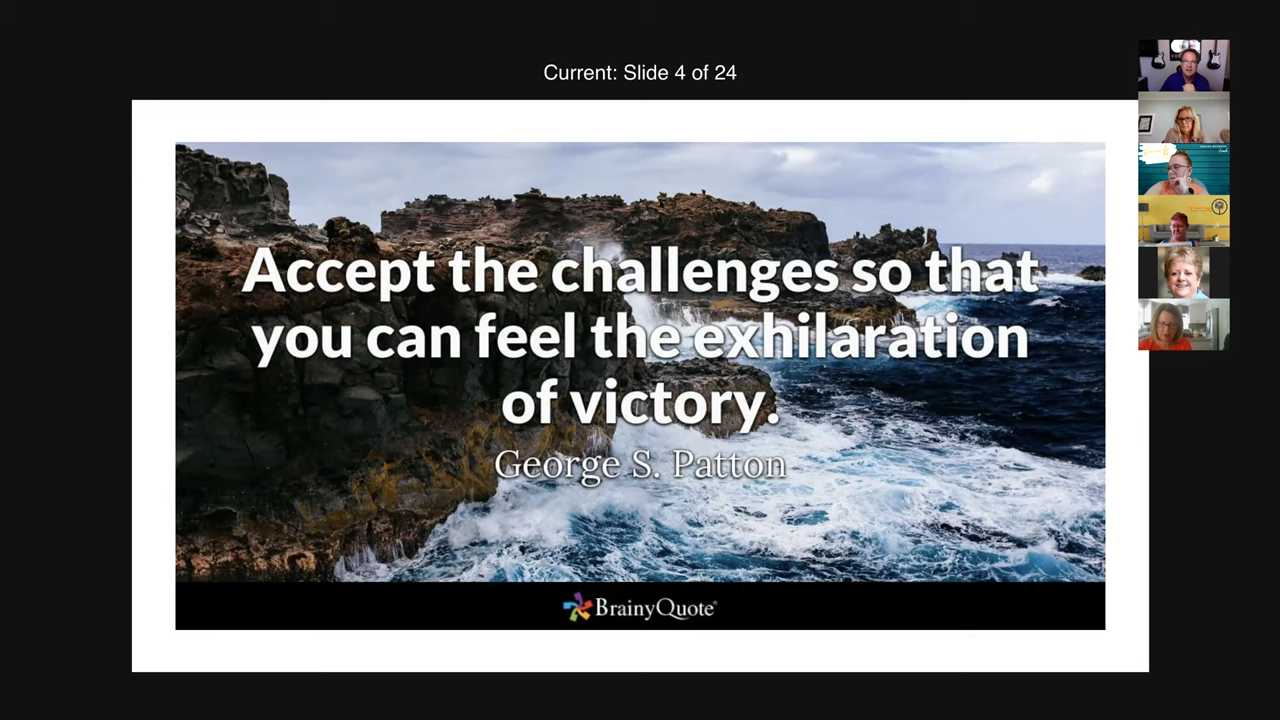 Current: Slide 4 of 24
Accept the challenges so that
you can feel the exhilaration
of victory.
George S. Patton
BrainyQuote®